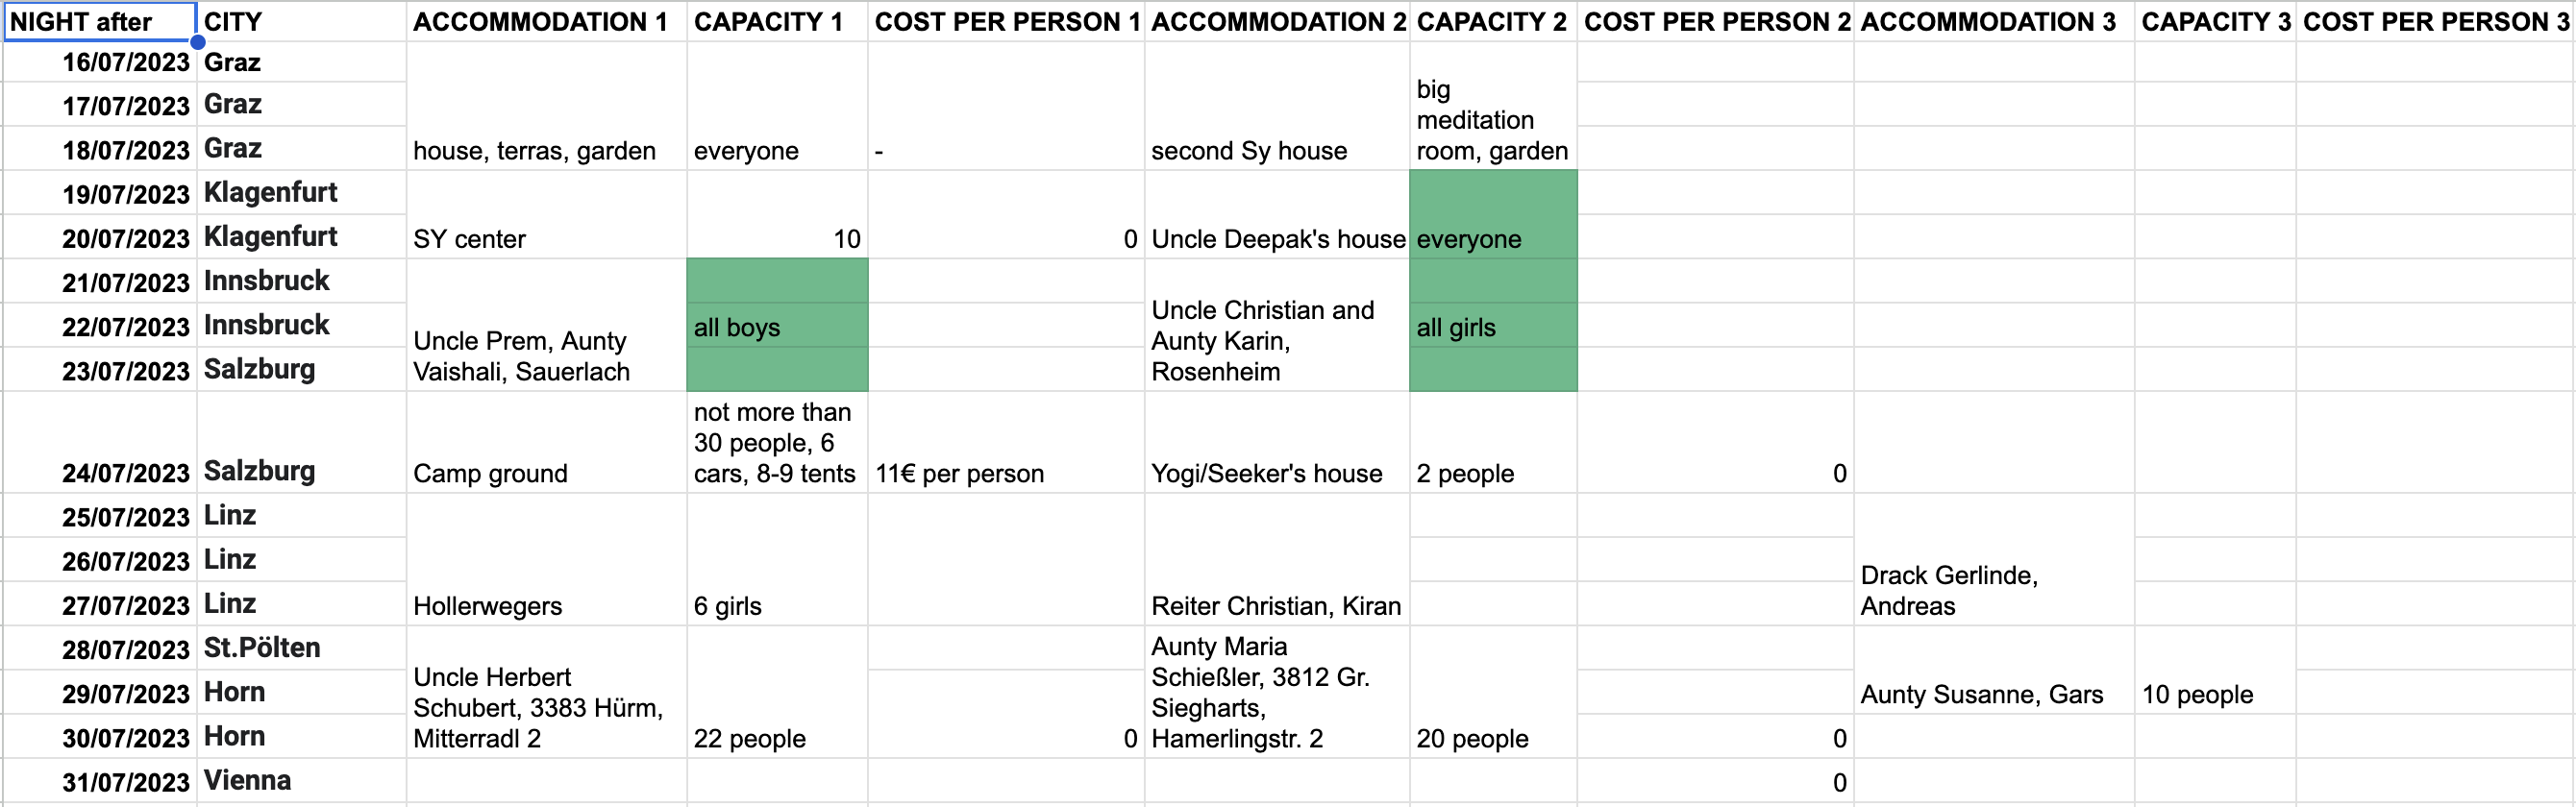 NIGHT after CITY ACCOMMODATION 1 CAPACITY 1 COST PER PERSON 1 ACCOMMODATION 2 CAPACITY 2 COST PER PERSON 2 ACCOMMODATION 3 CAPACITY 3 COST PER PERSON 3
16/07/2023 Graz
17/07/2023 Graz
18/07/2023 Graz
house, terras, garden
everyone
-
second Sy house
big
meditation
room, garden
19/07/2023 Klagenfurt
20/07/2023 Klagenfurt
SY center
10
0
Uncle Deepak's house
everyone
21/07/2023 Innsbruck
22/07/2023 Innsbruck
23/07/2023 Salzburg
Uncle Prem, Aunty
Vaishali, Sauerlach
all boys
Uncle Christian and
Aunty Karin,
Rosenheim
all girls
24/07/2023 Salzburg
Camp ground
not more than
30 people, 6
cars, 8-9 tents
11€ per person
Yogi/Seeker's house
2 people
0
25/07/2023 Linz
26/07/2023 Linz
27/07/2023 Linz
Hollerwegers
6 girls
Reiter Christian, Kiran
Drack Gerlinde,
Andreas
28/07/2023 St.Pölten
29/07/2023 Horn
30/07/2023 Horn
Uncle Herbert
Schubert, 3383 Hürm,
Mitterradl 2
22 people
0
Aunty Maria
Schießler, 3812 Gr.
Siegharts,
Hamerlingstr. 2
20 people
0
Aunty Susanne, Gars
10 people
31/07/2023 Vienna
0